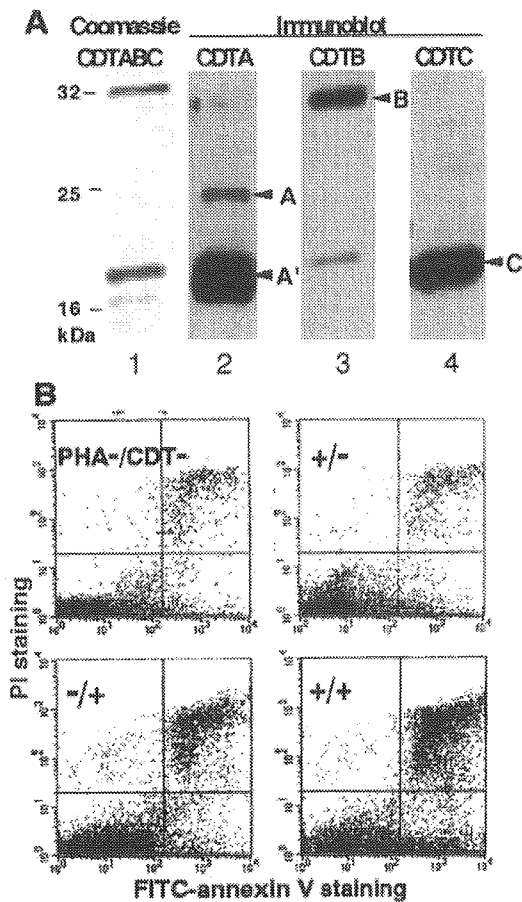 A Coomassie Immunoblot
CDTABC CDTA CDTB CDTC
32
B
25
A
A'
C
16
kDa
1 2 3 4
B
PHA-/CDT- +/-
-/+ +/+
PI staining
FITC-annexin V staining